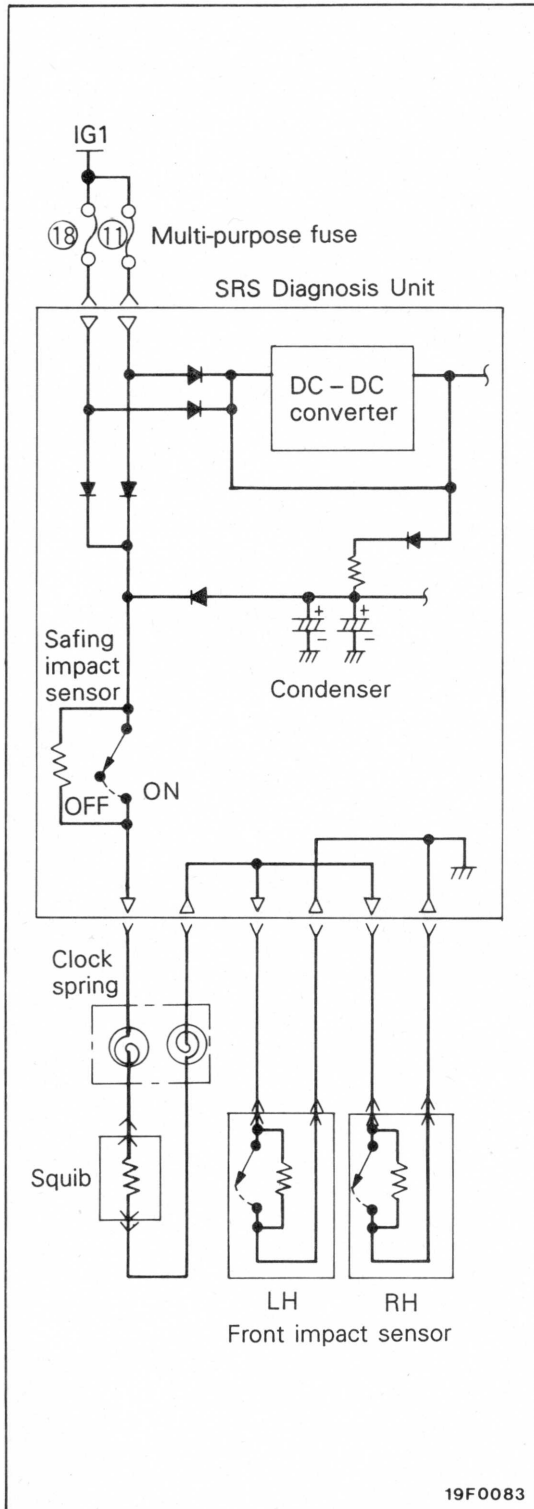 IG1
⑱ ⑪ Multi-purpose fuse
SRS Diagnosis Unit
DC – DC
converter
+ +
– –
Condenser
Safing
impact
sensor
OFF ON
Clock
spring
Squib
LH RH
Front impact sensor
19F0083